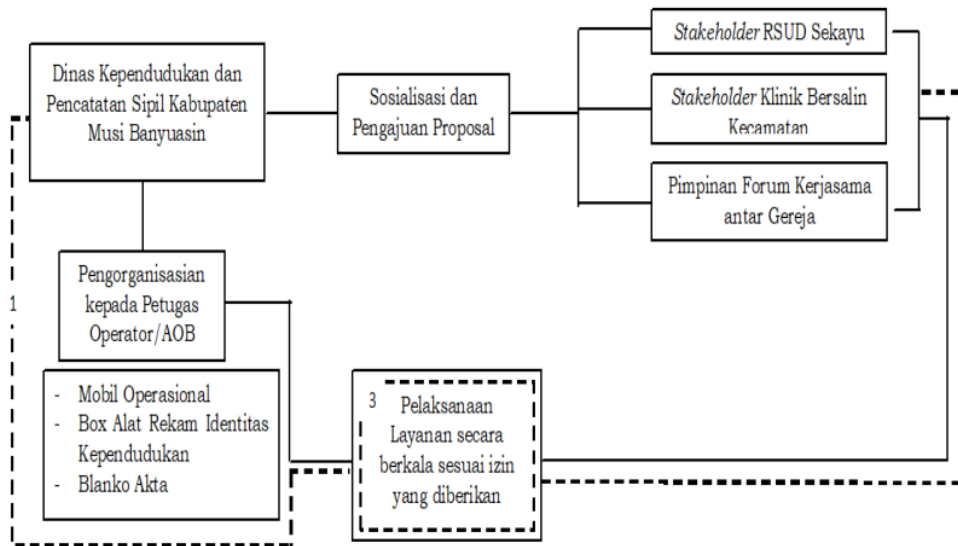 Dinas Kependudukan dan
Pencatatan Sipil Kabupaten
Musi Banyuasin
Sosialisasi dan
Pengajuan Proposal
Stakeholder RSUD Sekayu
Stakeholder Klinik Bersalin
Kecamatan
Pimpinan Forum Kerjasama
antar Gereja
1
Pengorganisasian
kepada Petugas
Operator/AOB
- Mobil Operasional
- Box Alat Rekam Identitas
Kependudukan
- Blanko Akta
3
Pelaksanaan
Layanan secara
berkala sesuai izin
yang diberikan